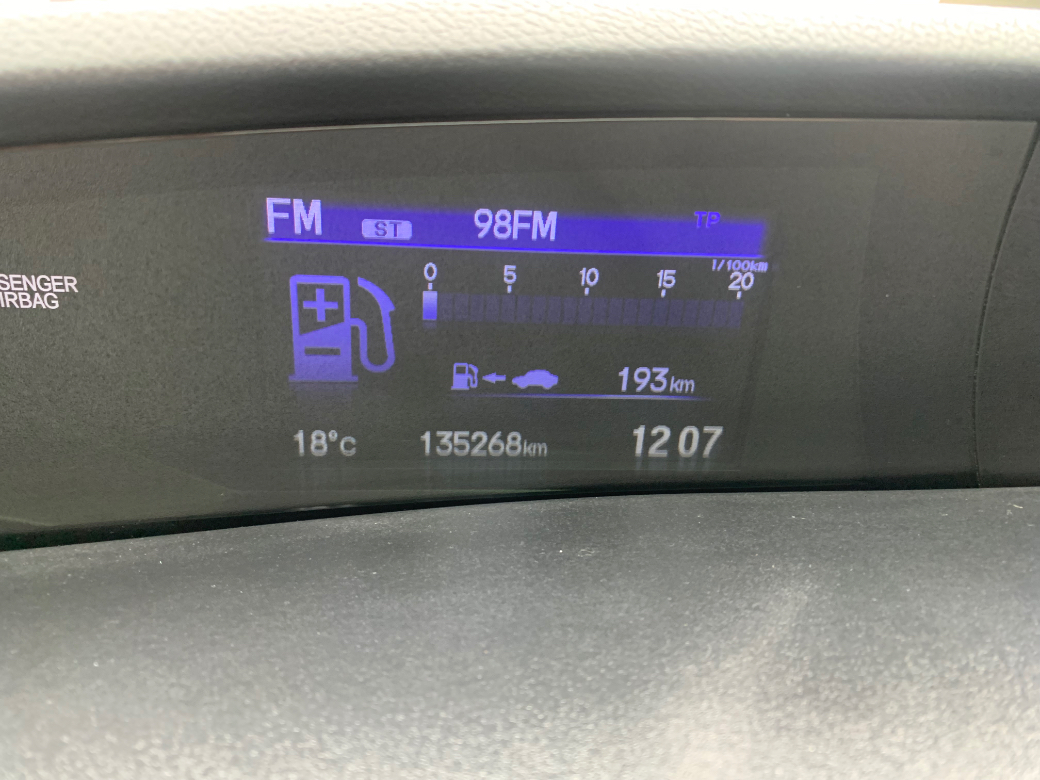 FM ST 98FM TP
l/100km
0 5 10 15 20
SENGER
IRBAG
193km
18°C 135268km 12 07